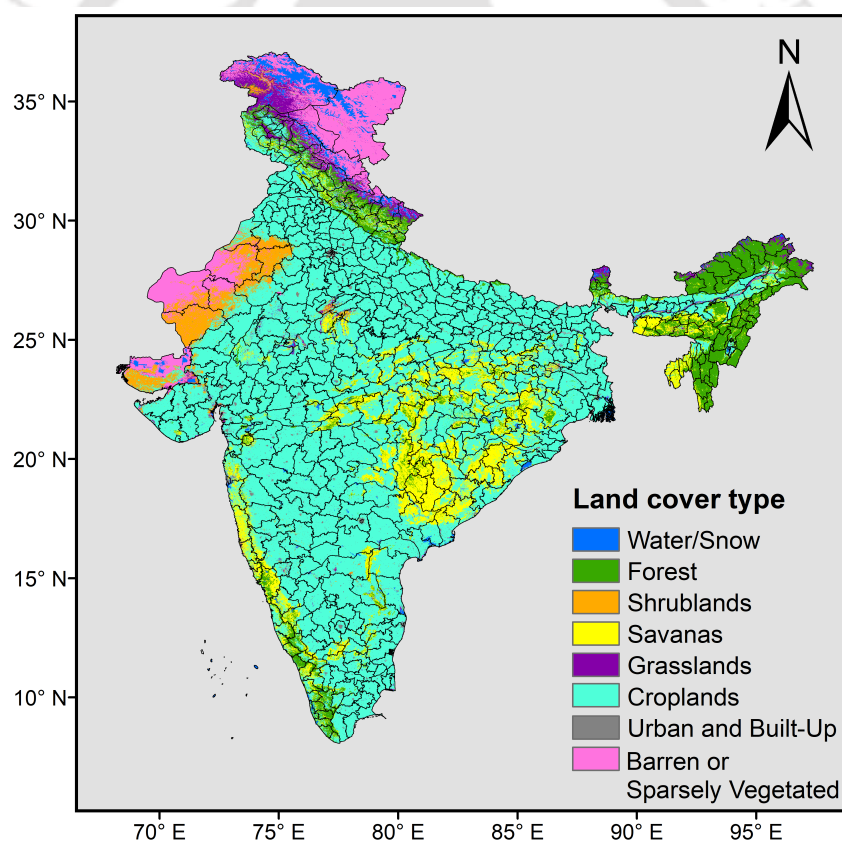 N
35° N
30° N
25° N
20° N
15° N
10° N
Land cover type
Water/Snow
Forest
Shrublands
Savanas
Grasslands
Croplands
Urban and Built-Up
Barren or
Sparsely Vegetated
70° E 75° E 80° E 85° E 90° E 95° E